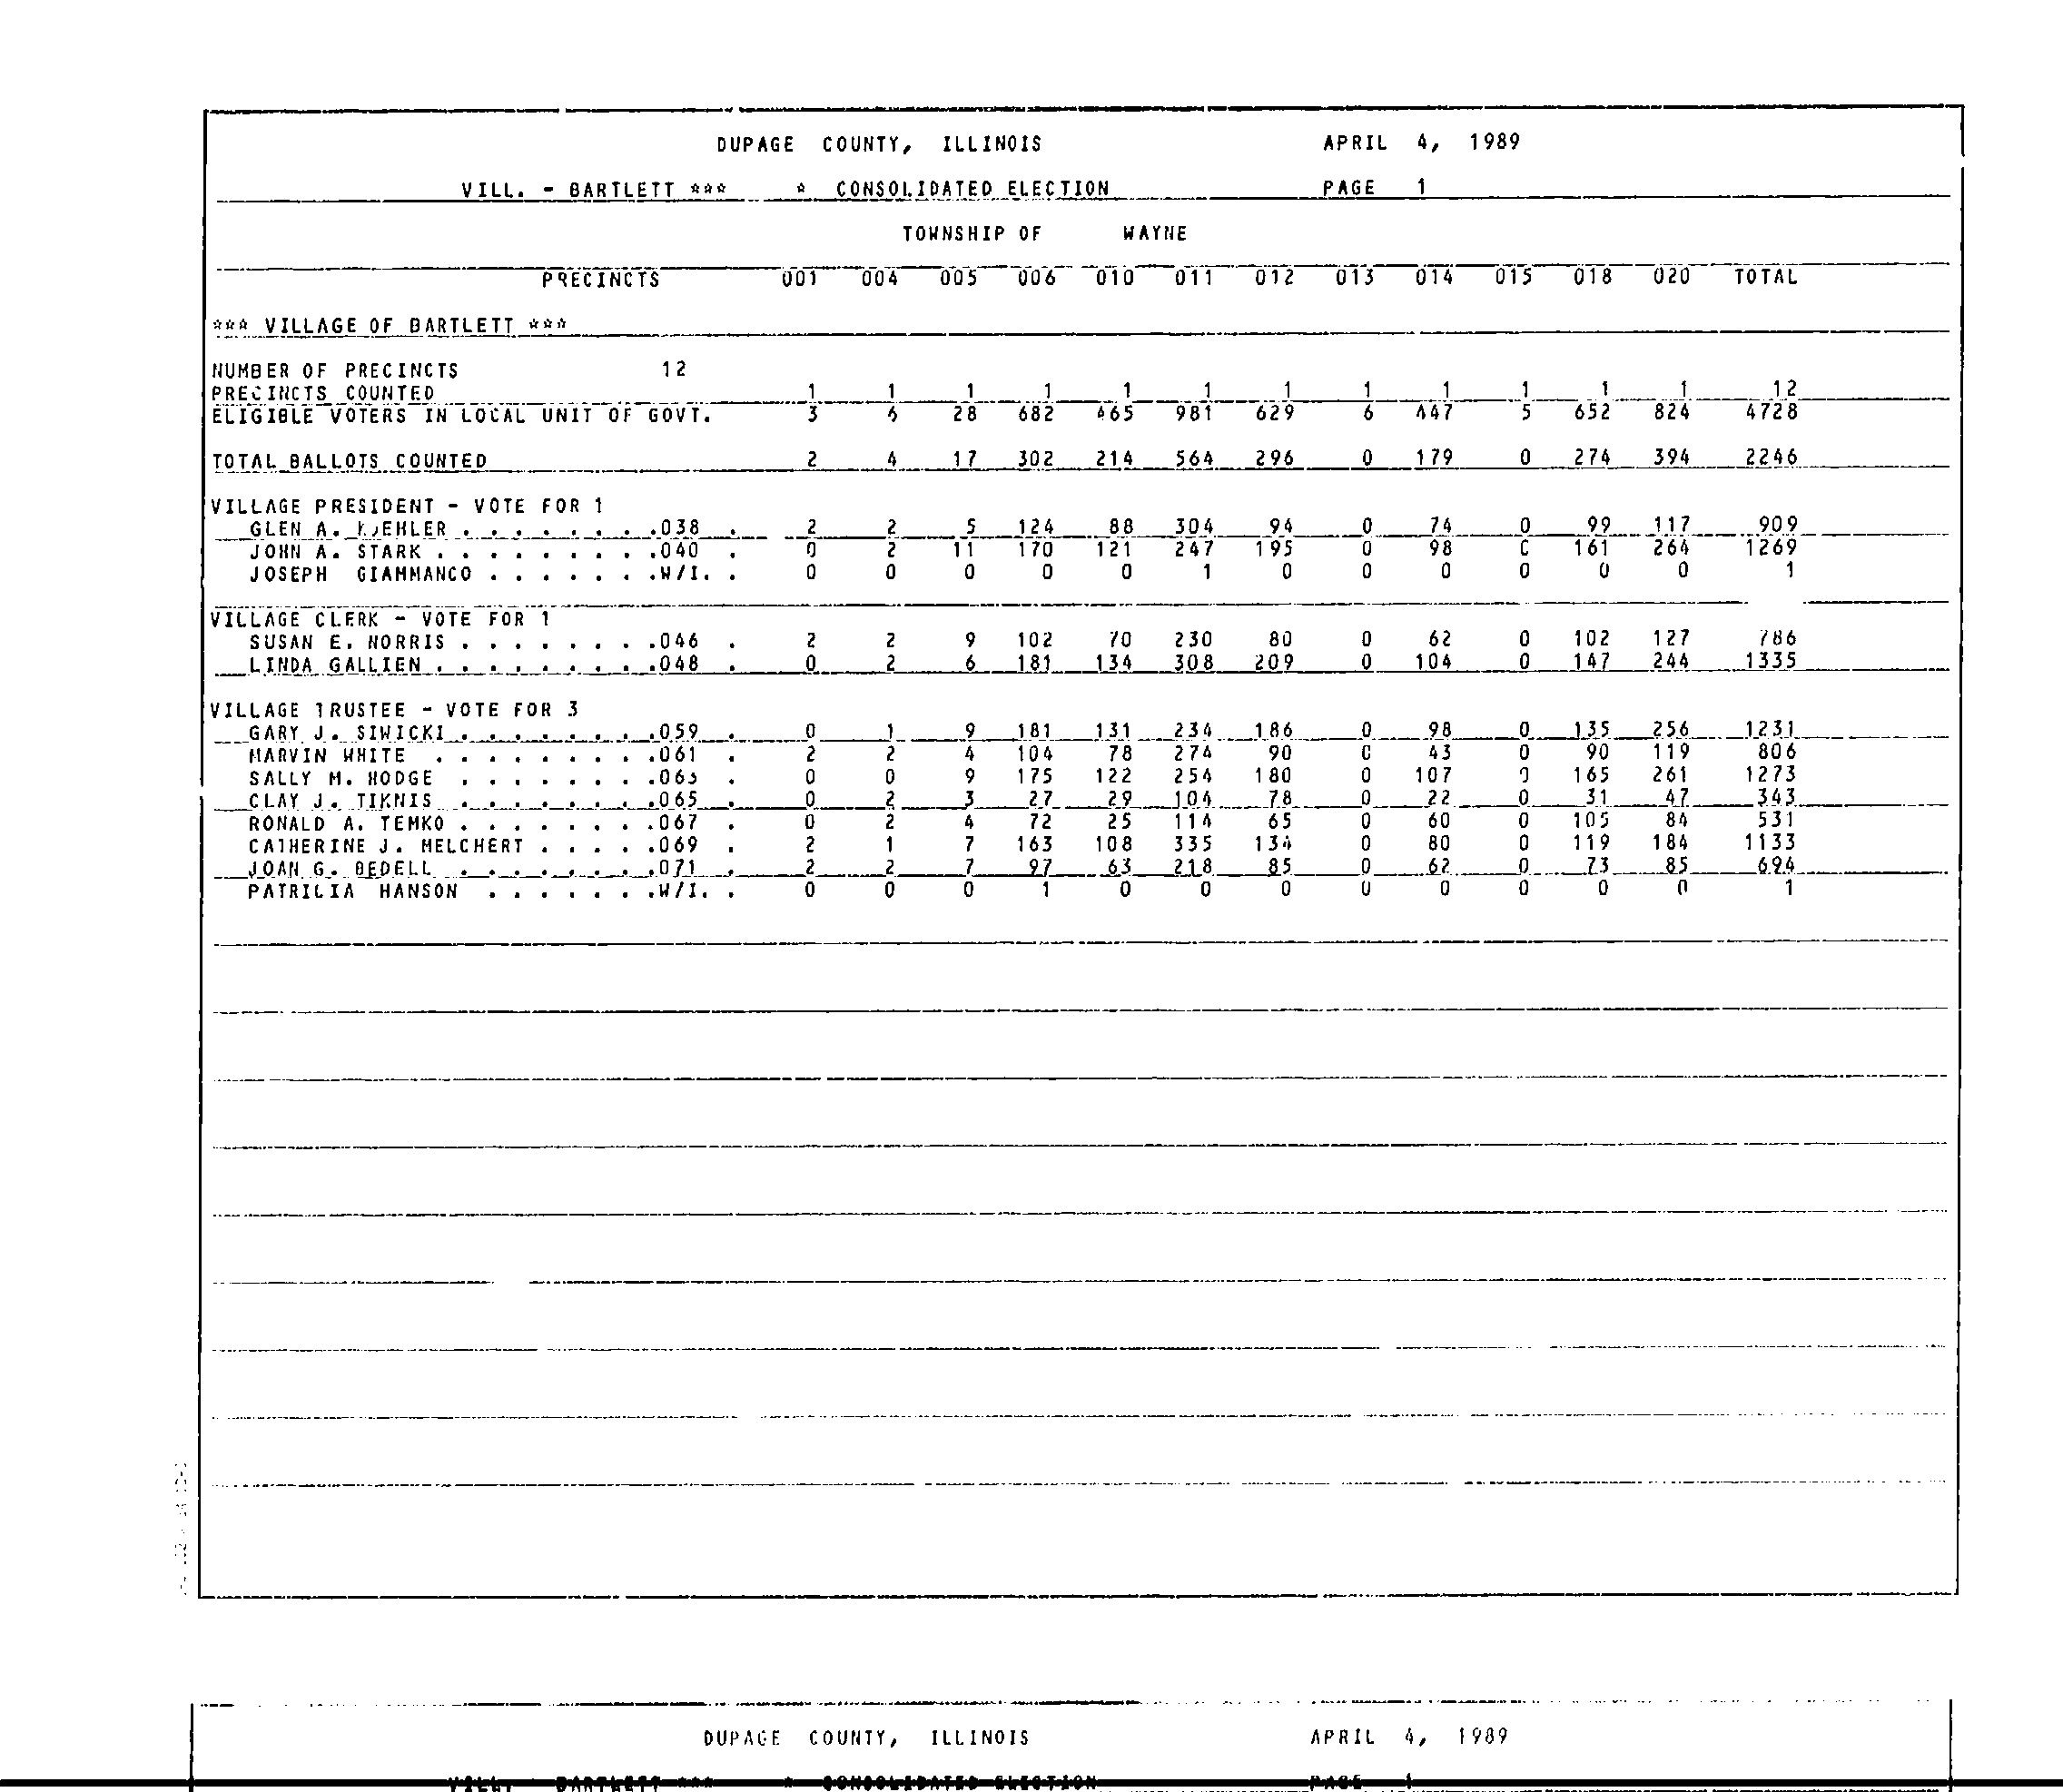 DUPAGE COUNTY, ILLINOIS APRIL 4, 1989
VILL. - BARTLETT *** * CONSOLIDATED ELECTION PAGE 1
TOWNSHIP OF WAYNE
PRECINCTS 001 004 005 006 010 011 012 013 014 015 018 020 TOTAL
*** VILLAGE OF BARTLETT ***
NUMBER OF PRECINCTS 12
PRECINCTS COUNTED 1 1 1 1 1 1 1 1 1 1 1 1 12
ELIGIBLE VOTERS IN LOCAL UNIT OF GOVT. 3 6 28 682 465 981 629 6 447 5 652 824 4728
TOTAL BALLOTS COUNTED 2 4 17 302 214 564 296 0 179 0 274 394 2246
VILLAGE PRESIDENT - VOTE FOR 1
GLEN A. KOEHLER . . . . . . . .038 . 2 2 5 124 88 304 94 0 74 0 99 117 909
JOHN A. STARK . . . . . . . . .040 . 0 2 11 170 121 247 195 0 98 0 161 264 1269
JOSEPH GIAMMANCO . . . . . . .W/I. . 0 0 0 0 0 1 0 0 0 0 0 0 1
VILLAGE CLERK - VOTE FOR 1
SUSAN E. NORRIS . . . . . . . .046 . 2 2 9 102 70 230 80 0 62 0 102 127 786
LINDA GALLIEN . . . . . . . . .048 . 0 2 6 181 134 308 209 0 104 0 147 244 1335
VILLAGE TRUSTEE - VOTE FOR 3
GARY J. SIWICKI . . . . . . . .059 . 0 1 9 181 131 234 186 0 98 0 135 256 1231
MARVIN WHITE . . . . . . . . .061 . 2 2 4 104 78 274 90 0 43 0 90 119 806
SALLY M. HODGE . . . . . . . .063 . 0 0 9 175 122 254 180 0 107 0 165 261 1273
CLAY J. TIKNIS . . . . . . . .065 . 0 2 3 27 29 104 78 0 22 0 31 47 343
RONALD A. TEMKO . . . . . . . .067 . 0 2 4 72 25 114 65 0 60 0 105 84 531
CATHERINE J. MELCHERT . . . . .069 . 2 1 7 163 108 335 134 0 80 0 119 184 1133
JOAN G. BEDELL . . . . . . . .071 . 2 2 7 97 63 218 85 0 62 0 73 85 694
PATRICIA HANSON . . . . . . .W/I. . 0 0 0 1 0 0 0 0 0 0 0 0 1
DUPAGE COUNTY, ILLINOIS APRIL 4, 1989
VILL. BARTLETT *** * CONSOLIDATED ELECTION PAGE 1